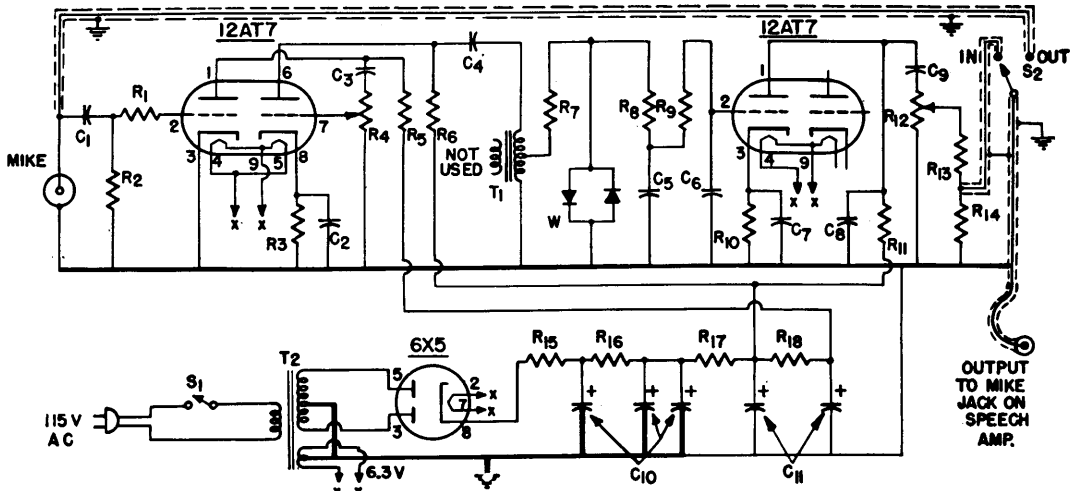 12AT7
12AT7
1
6
C4
1
C9
IN
OUT
S2
C3
R1
C1
2
7
R4
R5
R6
R7
R8
R9
2
R12
3
4
9
5
8
NOT USED
T1
3
4
9
R13
MIKE
R2
x
x
W
C5
C6
x
x
R14
R3
C2
R10
C7
C8
R11
6X5
R15
R16
R17
R18
T2
5
2
x
+
+
+
+
+
OUTPUT
TO MIKE
JACK ON
SPEECH
AMP.
S1
7
x
115 V
A C
3
8
6.3 V
x
x
C10
C11